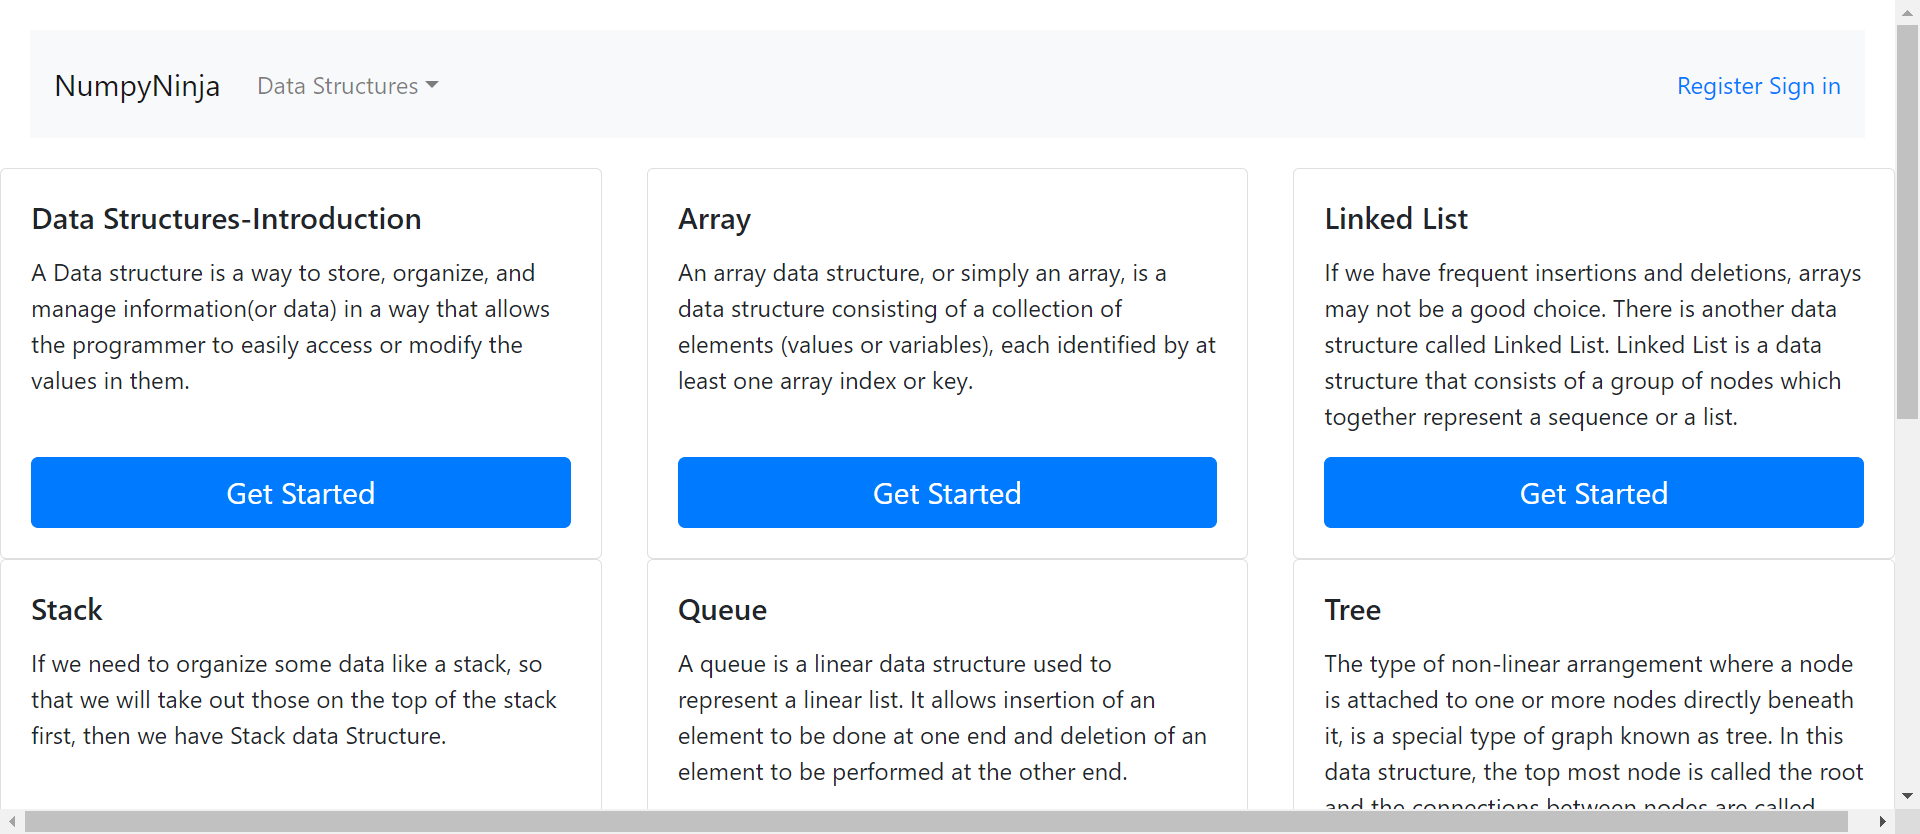 NumpyNinja
Data Structures
Register Sign in
Data Structures-Introduction
A Data structure is a way to store, organize, and
manage information(or data) in a way that allows
the programmer to easily access or modify the
values in them.
Get Started
Array
An array data structure, or simply an array, is a
data structure consisting of a collection of
elements (values or variables), each identified by at
least one array index or key.
Get Started
Linked List
If we have frequent insertions and deletions, arrays
may not be a good choice. There is another data
structure called Linked List. Linked List is a data
structure that consists of a group of nodes which
together represent a sequence or a list.
Get Started
Stack
If we need to organize some data like a stack, so
that we will take out those on the top of the stack
first, then we have Stack data Structure.
Queue
A queue is a linear data structure used to
represent a linear list. It allows insertion of an
element to be done at one end and deletion of an
element to be performed at the other end.
Tree
The type of non-linear arrangement where a node
is attached to one or more nodes directly beneath
it, is a special type of graph known as tree. In this
data structure, the top most node is called the root
and the connections between nodes are called